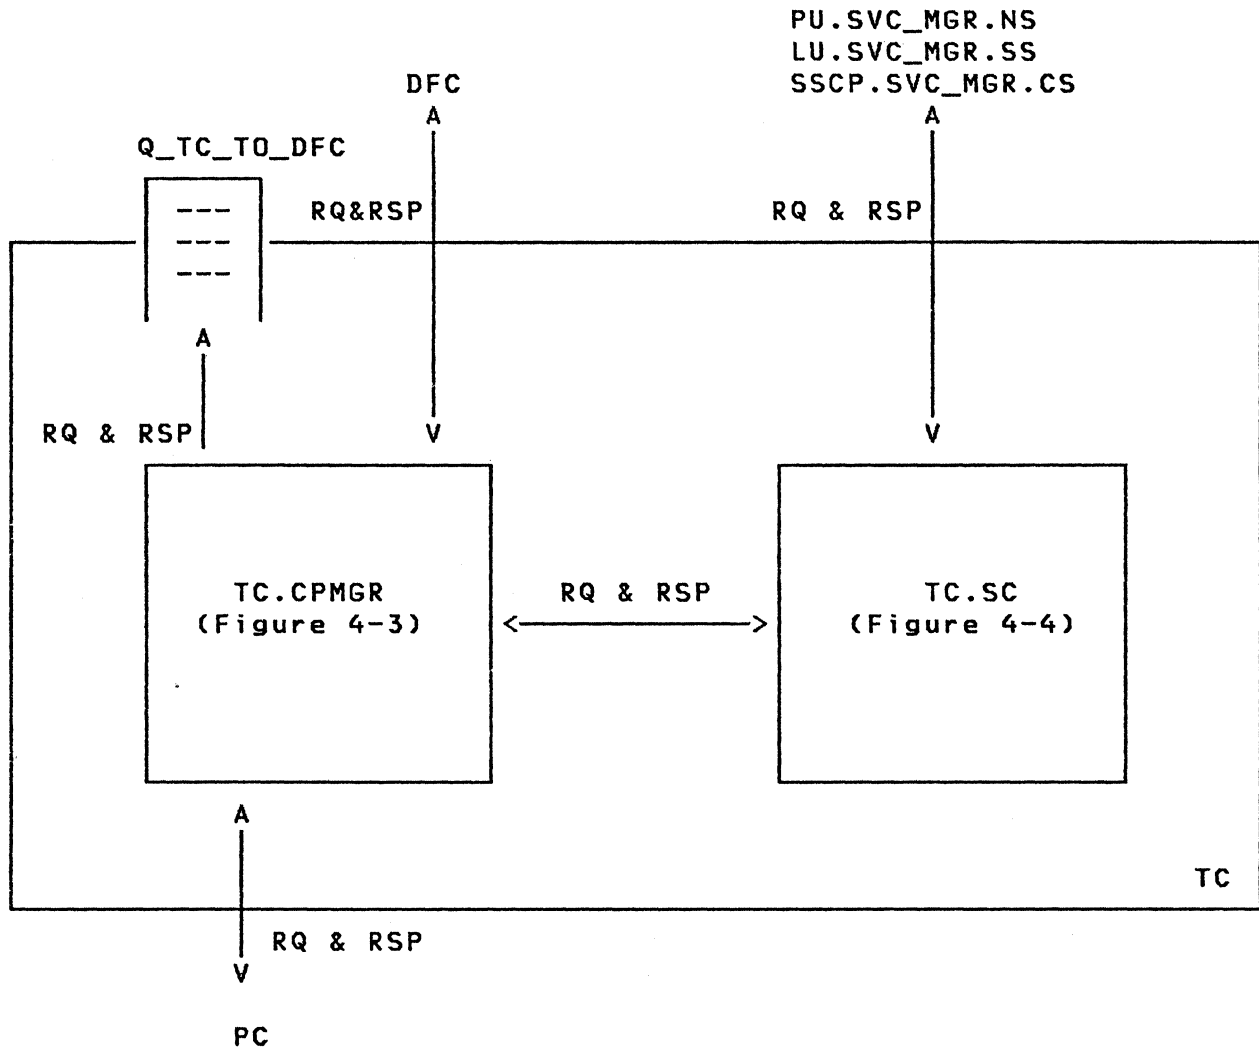 PU.SVC_MGR.NS
LU.SVC_MGR.SS
DFC
SSCP.SVC_MGR.CS
A
A
Q_TC_TO_DFC
RQ&RSP
RQ & RSP
A
RQ & RSP
V
V
TC.CPMGR
(Figure 4-3)
RQ & RSP
TC.SC
(Figure 4-4)
A
TC
RQ & RSP
V
PC